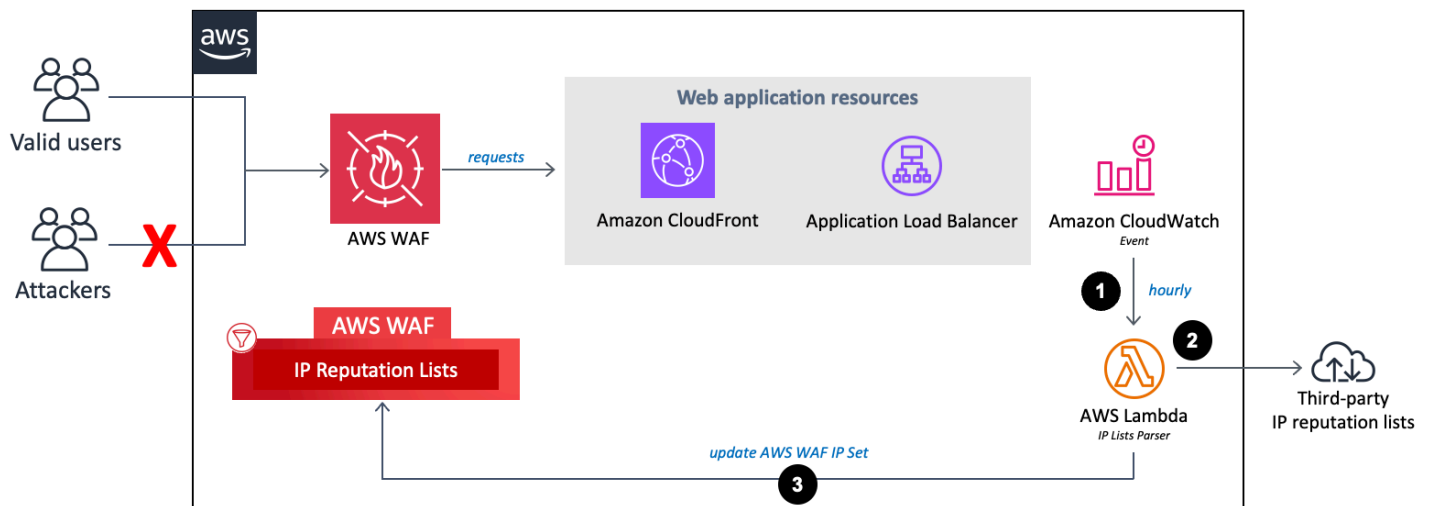 aws
Valid users
Attackers
X
AWS WAF
requests
Web application resources
Amazon CloudFront
Application Load Balancer
Amazon CloudWatch
Event
1
hourly
2
AWS Lambda
IP Lists Parser
Third-party
IP reputation lists
AWS WAF
IP Reputation Lists
update AWS WAF IP Set
3